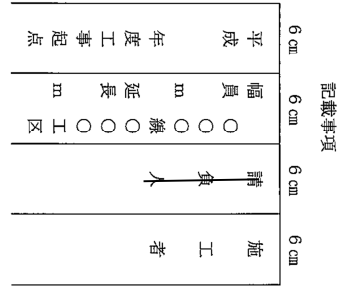 記載事項
6㎝ 6㎝ 6㎝ 6㎝
平成 年度工事起点
幅員 m 延長 m
○○○線○○○工区
請負人
施工者